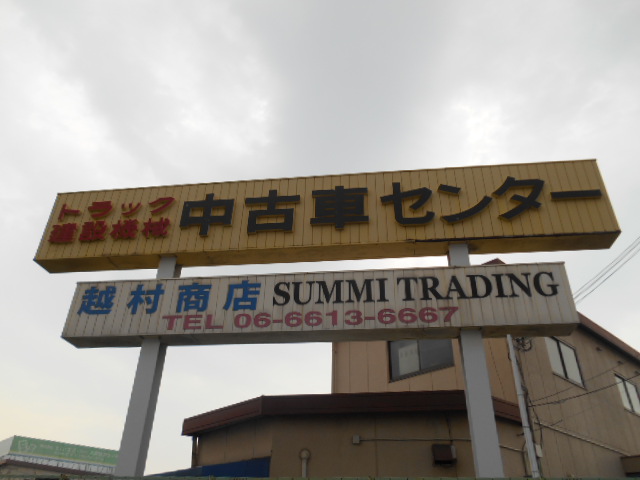 トラック
建設機械
中古車センター
越村商店 SUMMI TRADING
TEL 06-6613-6667